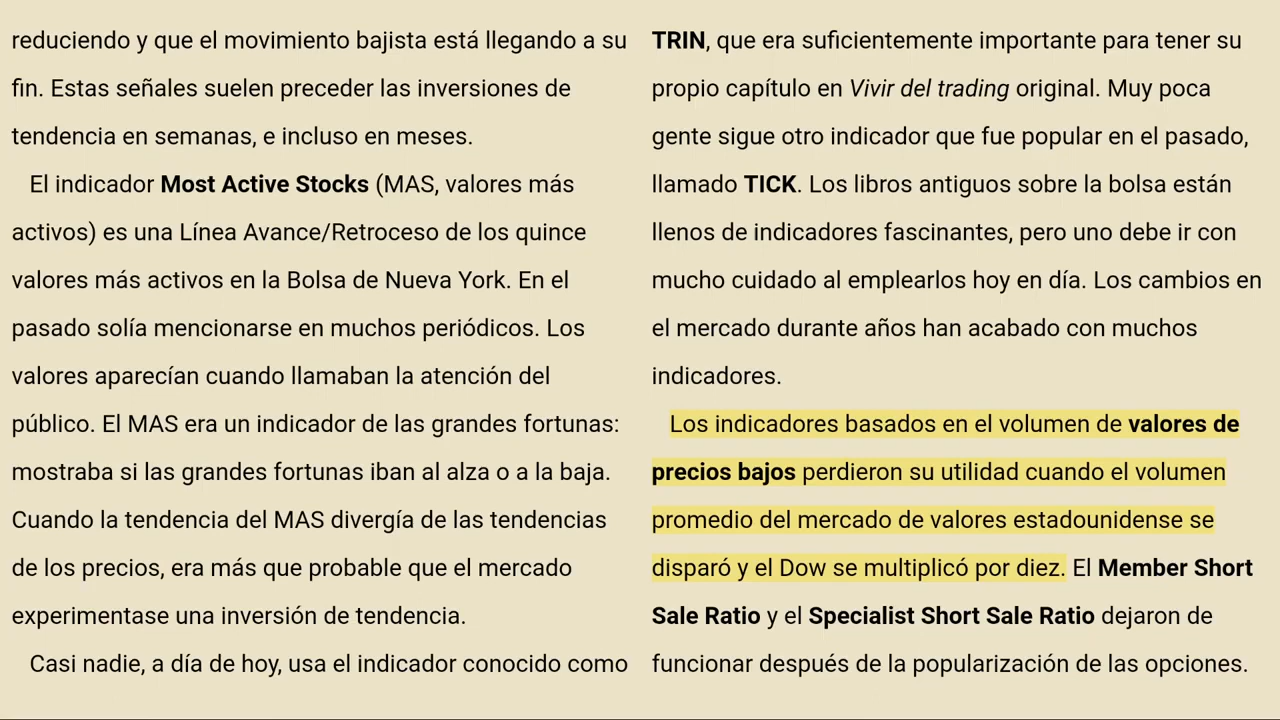 reduciendo y que el movimiento bajista está llegando a su
fin. Estas señales suelen preceder las inversiones de
tendencia en semanas, e incluso en meses.
El indicador Most Active Stocks (MAS, valores más
activos) es una Línea Avance/Retroceso de los quince
valores más activos en la Bolsa de Nueva York. En el
pasado solía mencionarse en muchos periódicos. Los
valores aparecían cuando llamaban la atención del
público. El MAS era un indicador de las grandes fortunas:
mostraba si las grandes fortunas iban al alza o a la baja.
Cuando la tendencia del MAS divergía de las tendencias
de los precios, era más que probable que el mercado
experimentase una inversión de tendencia.
Casi nadie, a día de hoy, usa el indicador conocido como
TRIN, que era suficientemente importante para tener su
propio capítulo en Vivir del trading original. Muy poca
gente sigue otro indicador que fue popular en el pasado,
llamado TICK. Los libros antiguos sobre la bolsa están
llenos de indicadores fascinantes, pero uno debe ir con
mucho cuidado al emplearlos hoy en día. Los cambios en
el mercado durante años han acabado con muchos
indicadores.
Los indicadores basados en el volumen de valores de
precios bajos perdieron su utilidad cuando el volumen
promedio del mercado de valores estadounidense se
disparó y el Dow se multiplicó por diez. El Member Short
Sale Ratio y el Specialist Short Sale Ratio dejaron de
funcionar después de la popularización de las opciones.